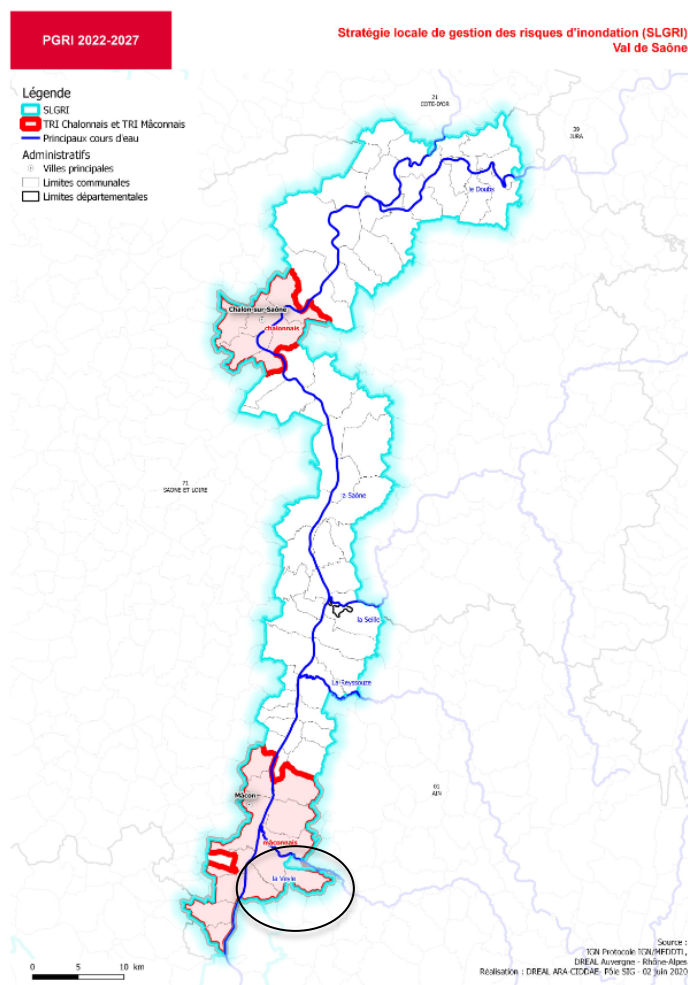 PGRI 2022-2027
Stratégie locale de gestion des risques d'inondation (SLGRI)
Val de Saône
Légende
SLGRI
TRI Chalonnais et TRI Mâconnais
Principaux cours d'eau
Administratifs
Villes principales
Limites communales
Limites départementales
21
COTE-D'OR
39
JURA
le Doubs
Chalon-sur-Saône
chalonnais
71
SAONE ET LOIRE
la Saône
la Seille
La Reyssouze
01
AIN
Mâcon
mâconnais
la Veyle
0 5 10 km
Source :
IGN Protocole IGN/MEDDTL,
DREAL Auvergne - Rhône-Alpes
Réalisation : DREAL ARA-CIDDAE- Pôle SIG - 02 juin 2020